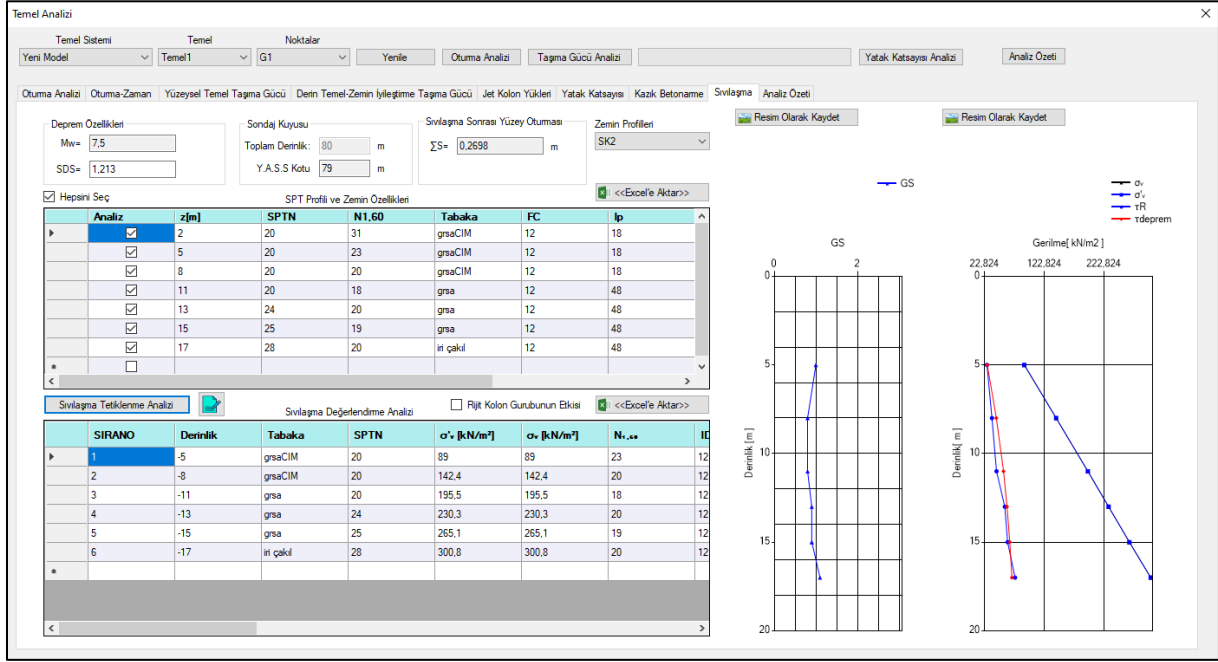 Temel Analizi
Temel Sistemi Temel Noktalar
Yeni Model Temel1 G1 Yenile Oturma Analizi Taşıma Gücü Analizi Yatak Katsayısı Analizi Analiz Özeti
Oturma Analizi Oturma-Zaman Yüzeysel Temel Taşıma Gücü Derin Temel-Zemin İyileştirme Taşıma Gücü Jet Kolon Yükleri Yatak Katsayısı Kazık Betonarme Sıvılaşma Analiz Özeti
Deprem Özellikleri Sondaj Kuyusu Sıvılaşma Sonrası Yüzey Oturması Zemin Profilleri Resim Olarak Kaydet Resim Olarak Kaydet
Mw= 7,5 Toplam Derinlik: 80 m ∑S= 0,2698 m SK2
SDS= 1,213 Y.A.S.S Kotu 79 m
Hepsini Seç SPT Profili ve Zemin Özellikleri <<Excel'e Aktar>>
Analiz z[m] SPTN N1,60 Tabaka FC Ip
2 20 31 grsaCIM 12 18
5 20 23 grsaCIM 12 18
8 20 20 grsaCIM 12 18
11 20 18 grsa 12 48
13 24 20 grsa 12 48
15 25 19 grsa 12 48
17 28 20 iri çakıl 12 48
Sıvılaşma Tetiklenme Analizi Sıvılaşma Değerlendirme Analizi Rijit Kolon Gurubunun Etkisi <<Excel'e Aktar>>
SIRANO Derinlik Tabaka SPTN σ'ᵥ [kN/m²] σᵥ [kN/m²] N₁,₆₀ ID
1 -5 grsaCIM 20 89 89 23 12
2 -8 grsaCIM 20 142,4 142,4 20 12
3 -11 grsa 20 195,5 195,5 18 12
4 -13 grsa 24 230,3 230,3 20 12
5 -15 grsa 25 265,1 265,1 19 12
6 -17 iri çakıl 28 300,8 300,8 20 12
GS
GS
0 2
0
5
10
15
20
Derinlik [ m ]
σᵥ
σ'ᵥ
τR
τdeprem
Gerilme[ kN/m2 ]
22,824 122,824 222,824
0
5
10
15
20
Derinlik[ m ]